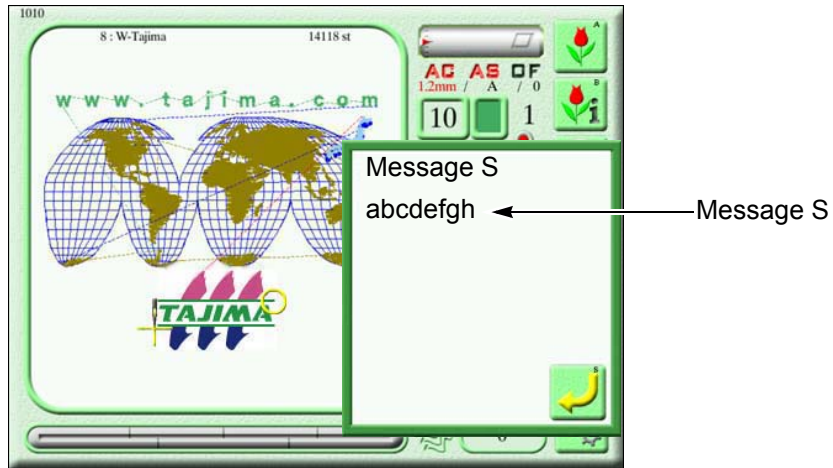 1010
8 : W-Tajima 14118 st
www.tajima.com
TAJIMA
AC AS OF
1.2mm / A / 0
10 1
A
B
i
Message S
abcdefgh
Message S
S